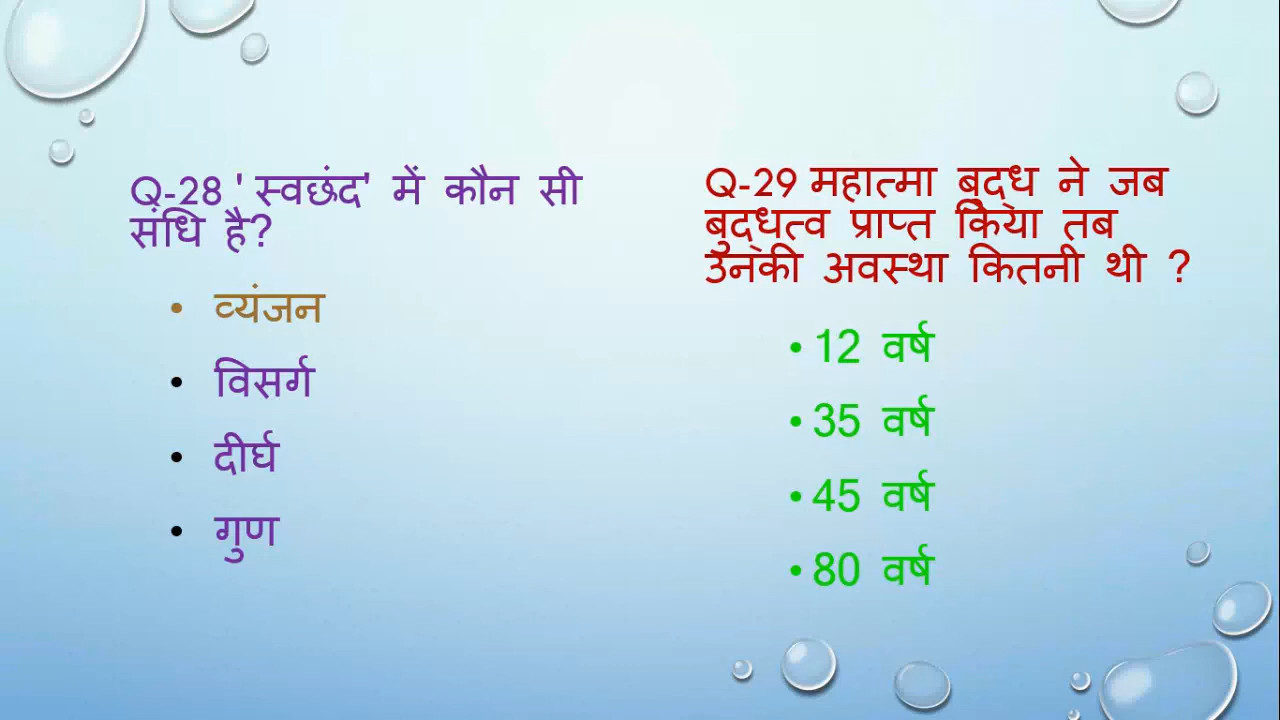 Q-28 ' स्वछंद' में कौन सी
संधि है?
• व्यंजन
• विसर्ग
• दीर्घ
• गुण
Q-29 महात्मा बुद्ध ने जब
बुद्धत्व प्राप्त किया तब
उनकी अवस्था कितनी थी ?
• 12 वर्ष
• 35 वर्ष
• 45 वर्ष
• 80 वर्ष